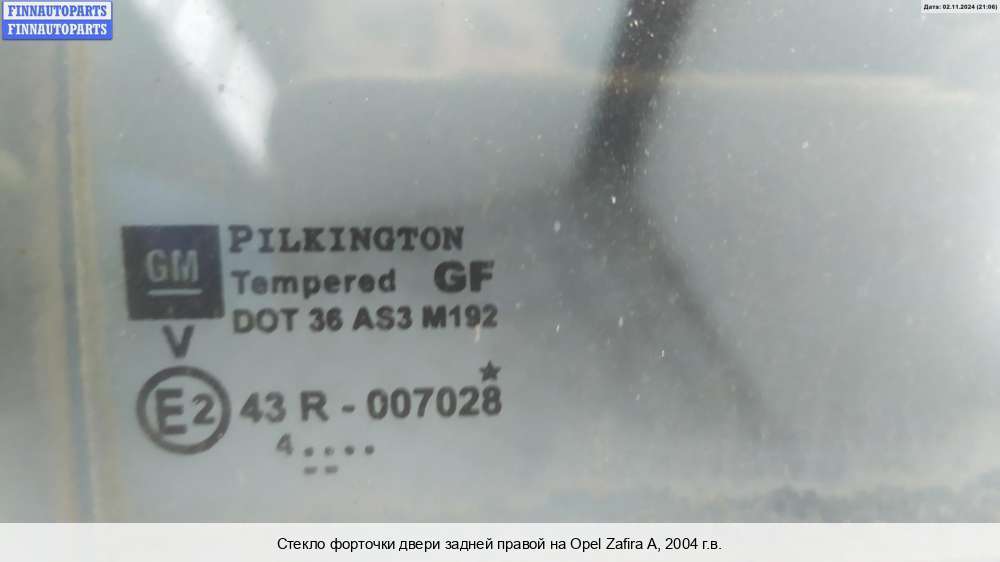 FINNAUTOPARTS
FINNAUTOPARTS
Дата: 02.11.2024 (21:06)
GM
PILKINGTON
Tempered GF
DOT 36 AS3 M192
V
E2 43 R - 007028
4
Стекло форточки двери задней правой на Opel Zafira A, 2004 г.в.